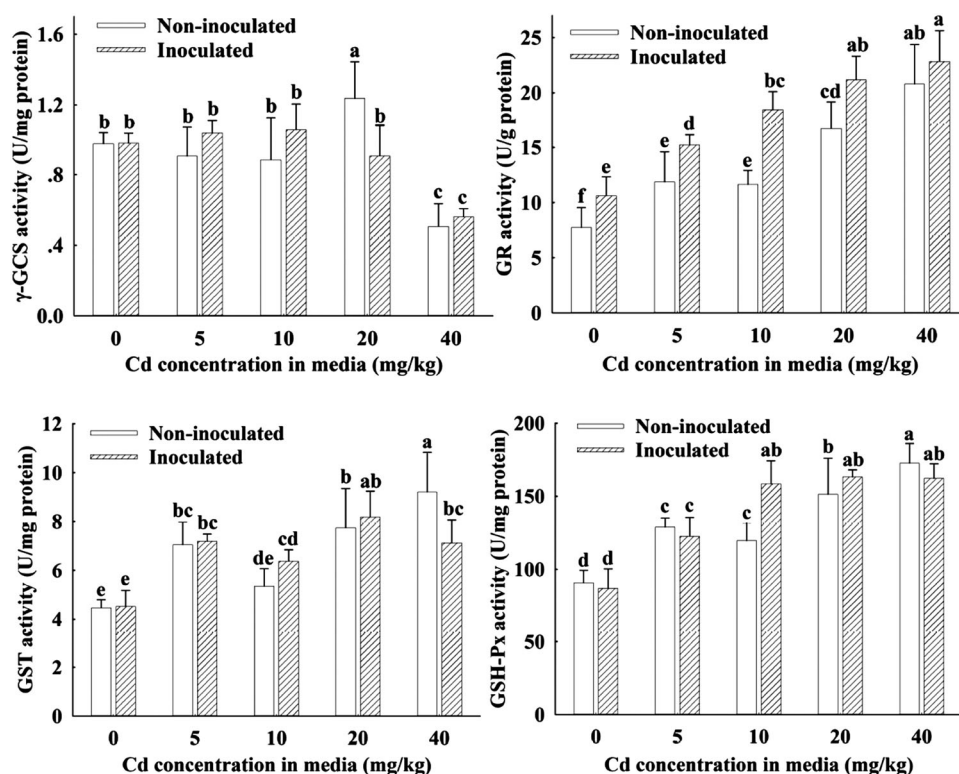 γ-GCS activity (U/mg protein)
1.6
1.2
.8
.4
0.0
Non-inoculated
Inoculated
b b b b b b a b c c
0 5 10 20 40
Cd concentration in media (mg/kg)
GR activity (U/g protein)
25
20
15
10
5
0
Non-inoculated
Inoculated
f e e d e bc cd ab ab a
0 5 10 20 40
Cd concentration in media (mg/kg)
GST activity (U/mg protein)
12
10
8
6
4
2
0
Non-inoculated
Inoculated
e e bc bc de cd b ab a bc
0 5 10 20 40
Cd concentration in media (mg/kg)
GSH-Px activity (U/mg protein)
200
150
100
50
0
Non-inoculated
Inoculated
d d c c c ab b ab a ab
0 5 10 20 40
Cd concentration in media (mg/kg)